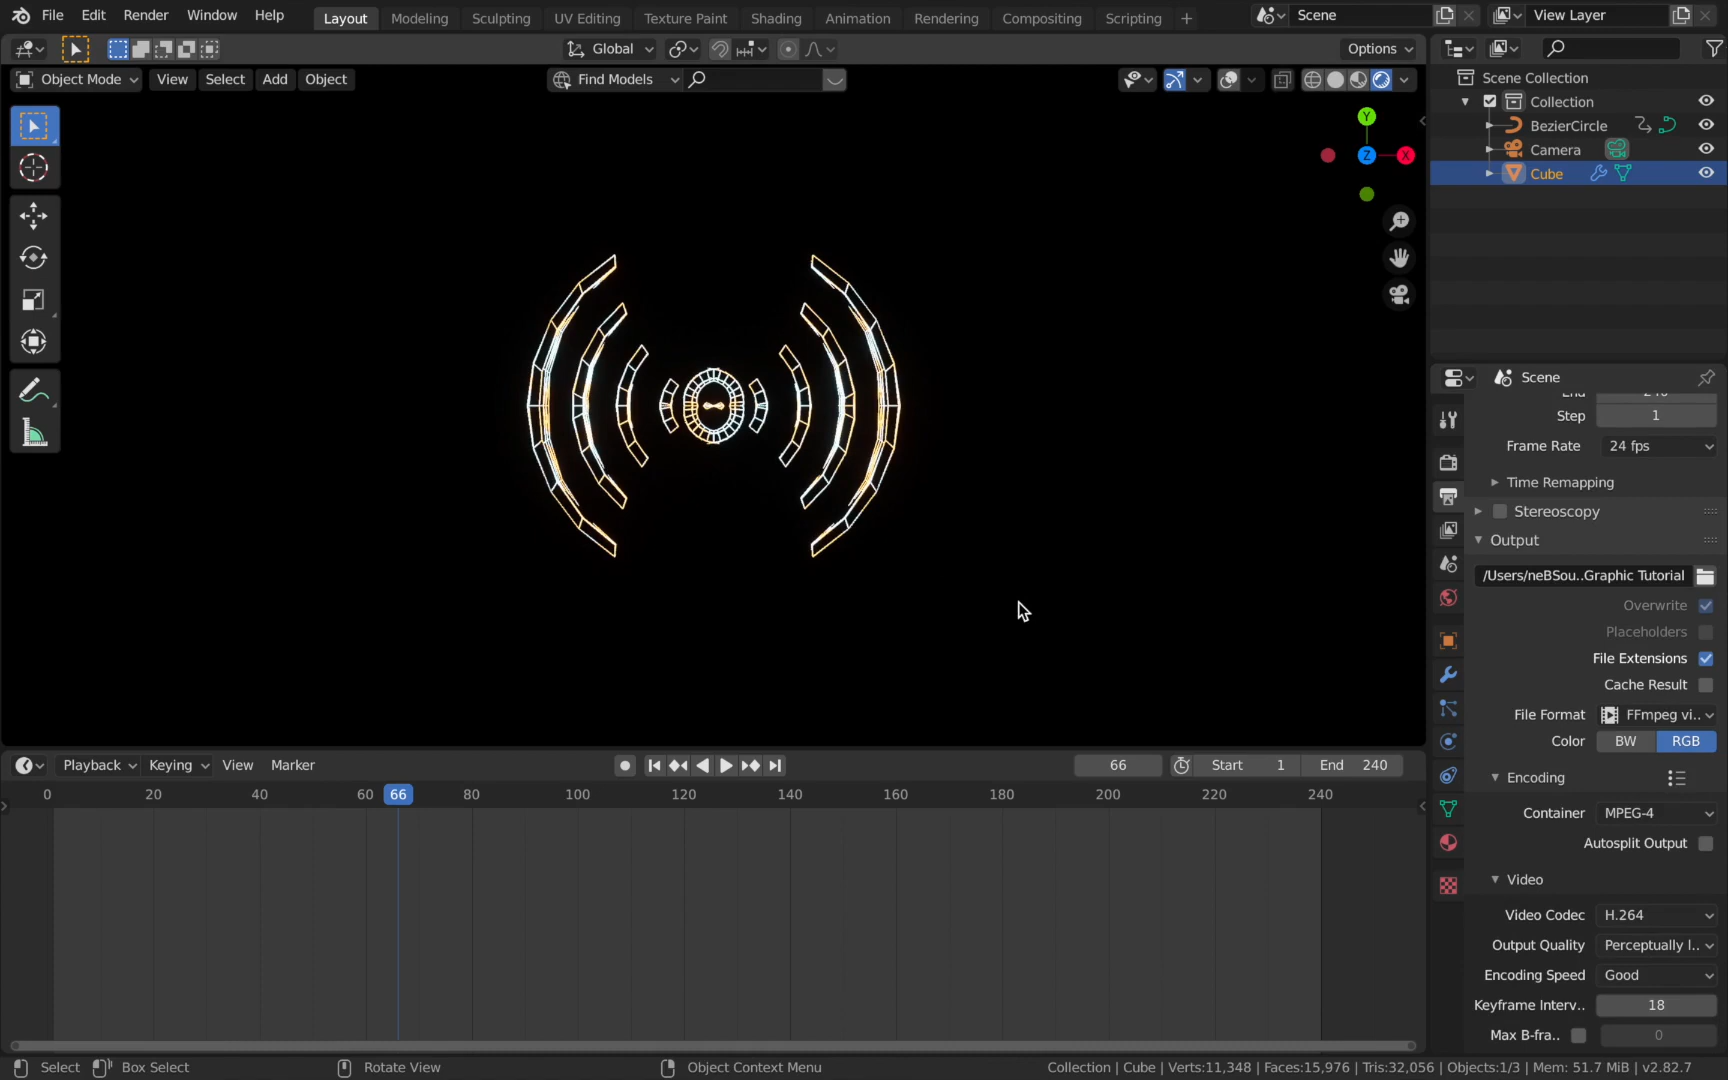 File Edit Render Window Help Layout Modeling Sculpting UV Editing Texture Paint Shading Animation Rendering Compositing Scripting + Scene View Layer
Global Options
Object Mode View Select Add Object Find Models
Scene Collection
Collection
BezierCircle
Camera
Cube
Y
Z X
Scene
Step 1
Frame Rate 24 fps
Time Remapping
Stereoscopy
Output
/Users/neBSou..Graphic Tutorial
Overwrite
Placeholders
File Extensions
Cache Result
File Format FFmpeg vi..
Color BW RGB
Encoding
Container MPEG-4
Autosplit Output
Video
Video Codec H.264
Output Quality Perceptually l..
Encoding Speed Good
Keyframe Interv.. 18
Max B-fra.. 0
Playback Keying View Marker 66 Start 1 End 240
0 20 40 60 66 80 100 120 140 160 180 200 220 240
Select Box Select Rotate View Object Context Menu Collection | Cube | Verts:11,348 | Faces:15,976 | Tris:32,056 | Objects:1/3 | Mem: 51.7 MiB | v2.82.7